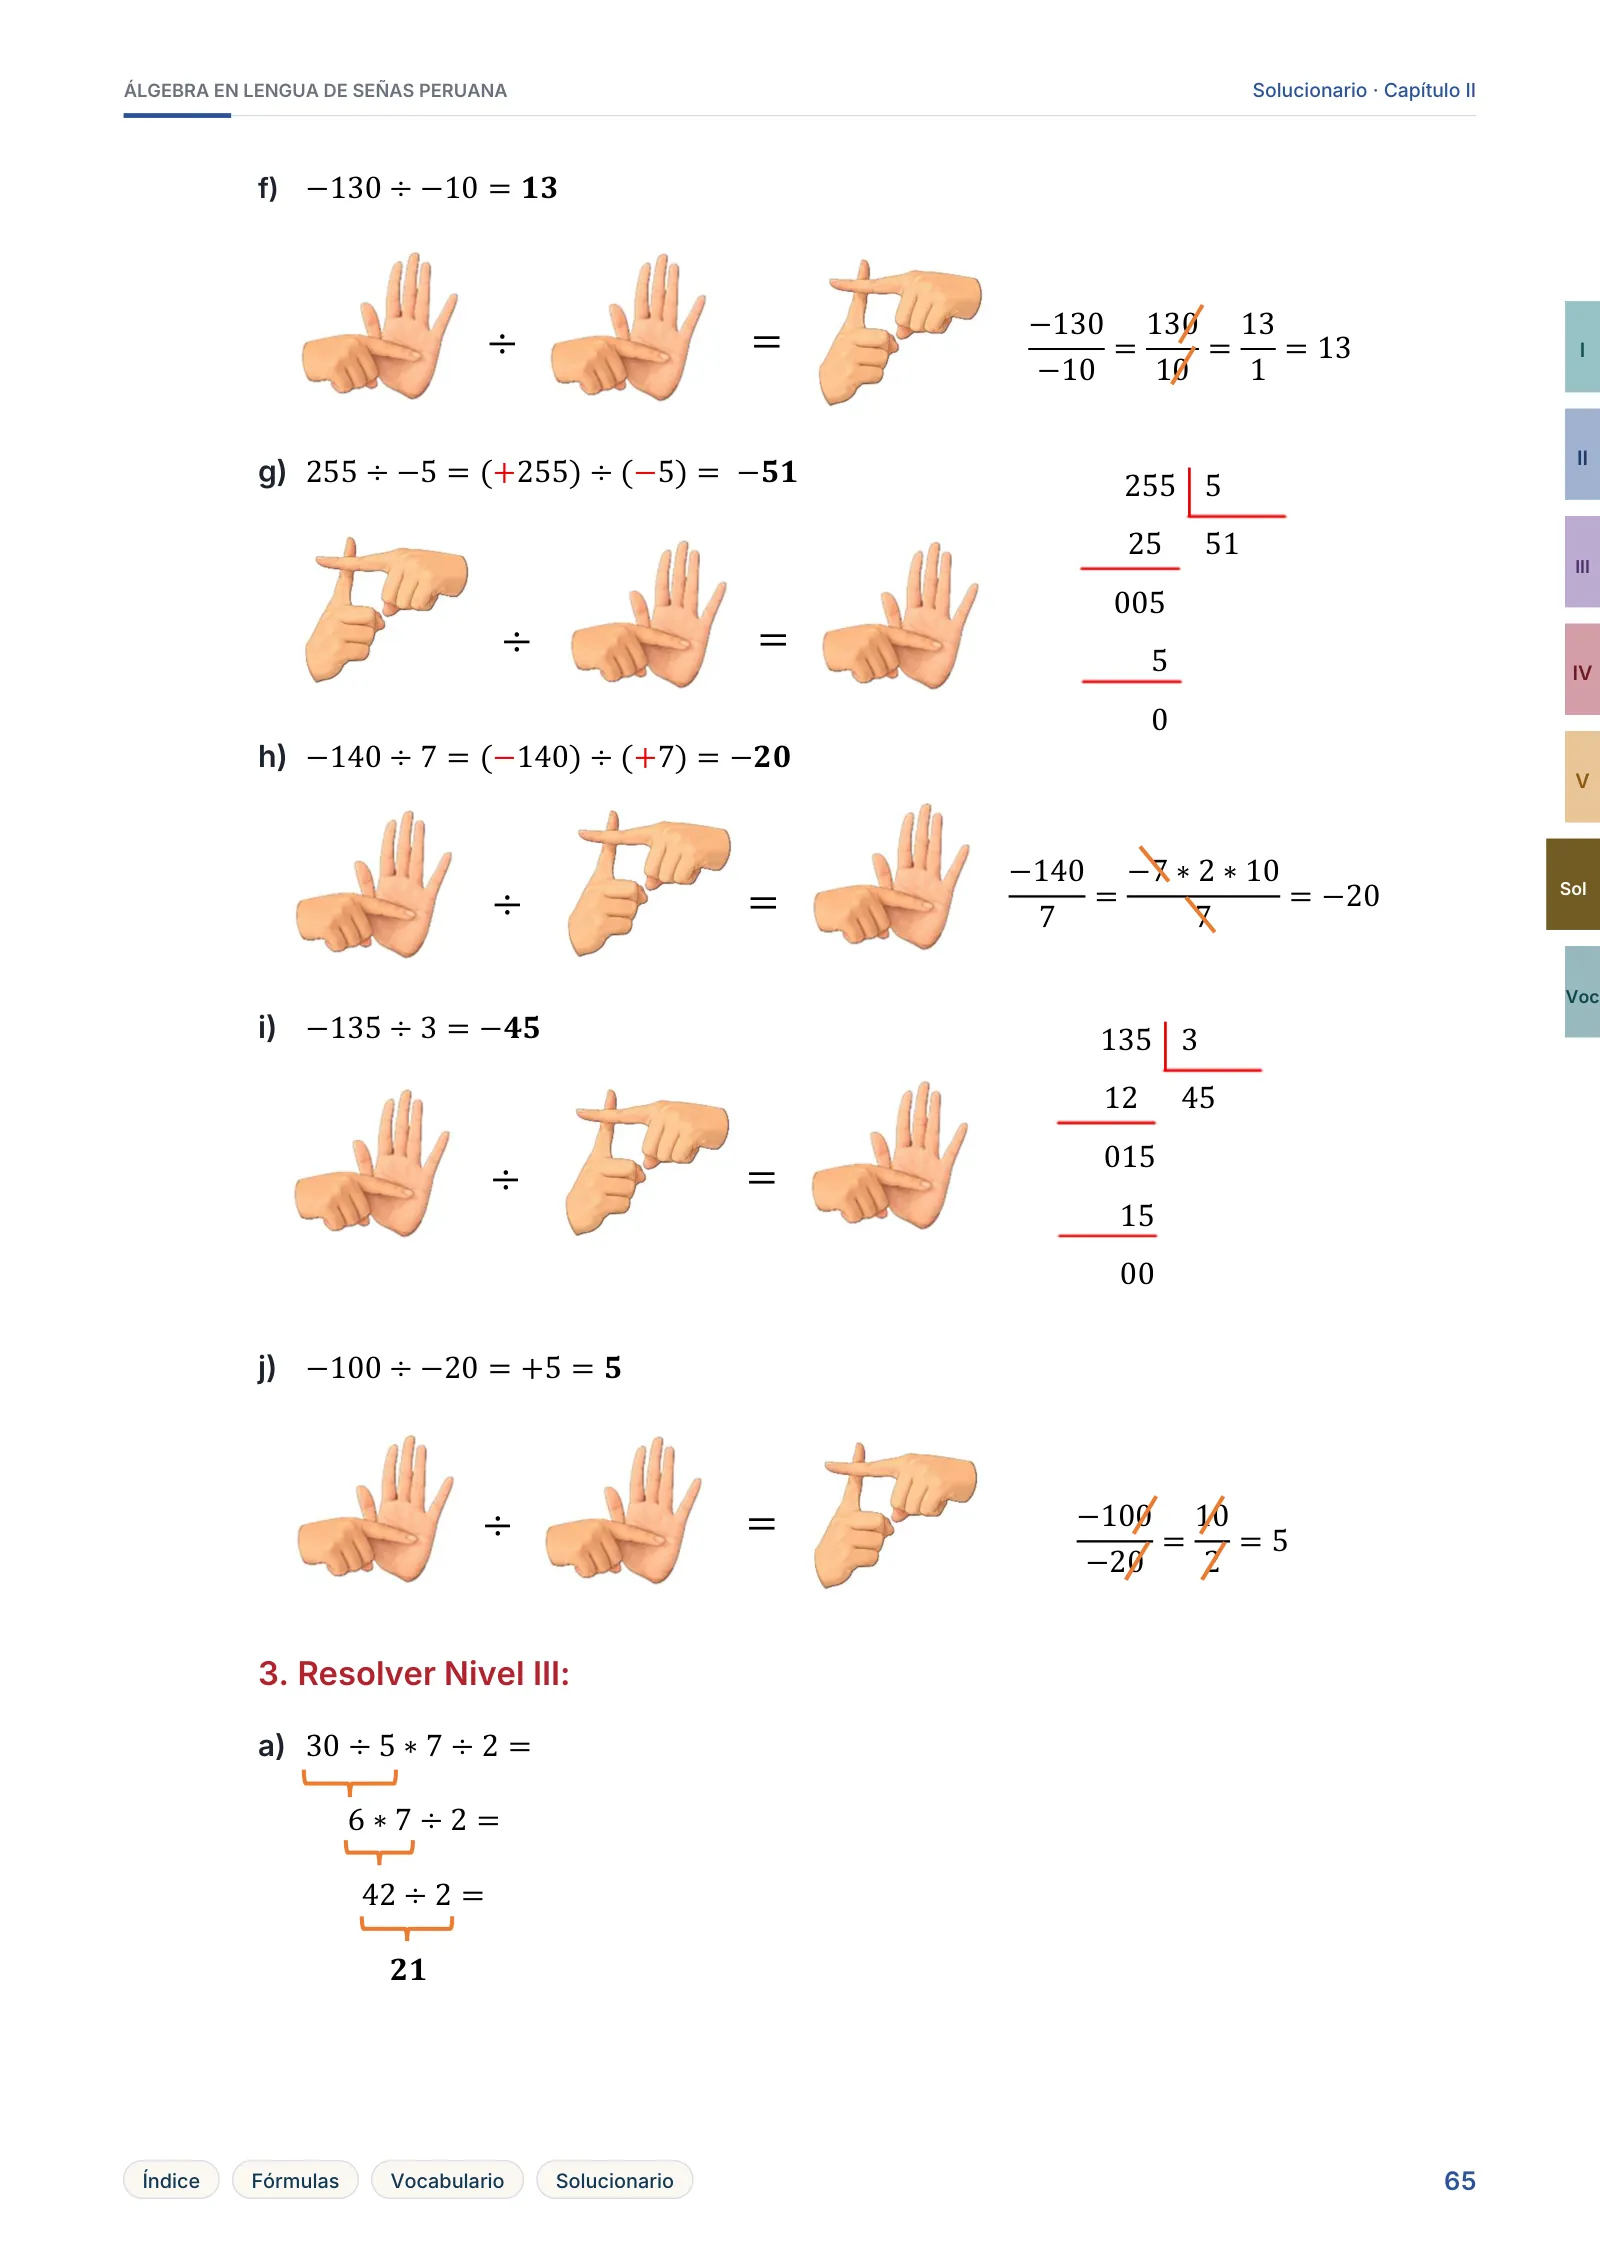 ÁLGEBRA EN LENGUA DE SEÑAS PERUANA
Solucionario · Capítulo II
f) −130 ÷ −10 = 13
÷ =
−130/−10 = 130/10 = 13/1 = 13
g) 255 ÷ −5 = (+255) ÷ (−5) = −51
÷ =
255 5
25 51
005
5
0
h) −140 ÷ 7 = (−140) ÷ (+7) = −20
÷ =
−140/7 = −7 * 2 * 10/7 = −20
i) −135 ÷ 3 = −45
÷ =
135 3
12 45
015
15
00
j) −100 ÷ −20 = +5 = 5
÷ =
−100/−20 = 10/2 = 5
3. Resolver Nivel III:
a) 30 ÷ 5 * 7 ÷ 2 =
6 * 7 ÷ 2 =
42 ÷ 2 =
21
I
II
III
IV
V
Sol
Voc
Índice Fórmulas Vocabulario Solucionario
65